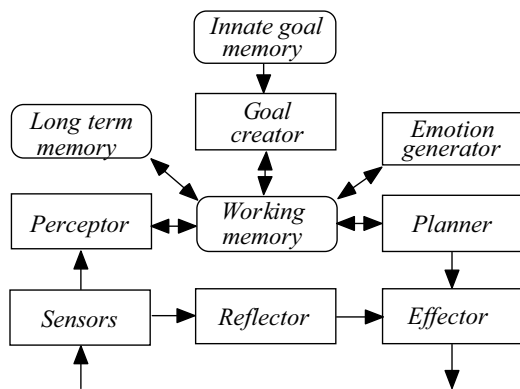 Innate goal
memory
Goal
creator
Long term
memory
Emotion
generator
Perceptor
Working
memory
Planner
Sensors
Reflector
Effector